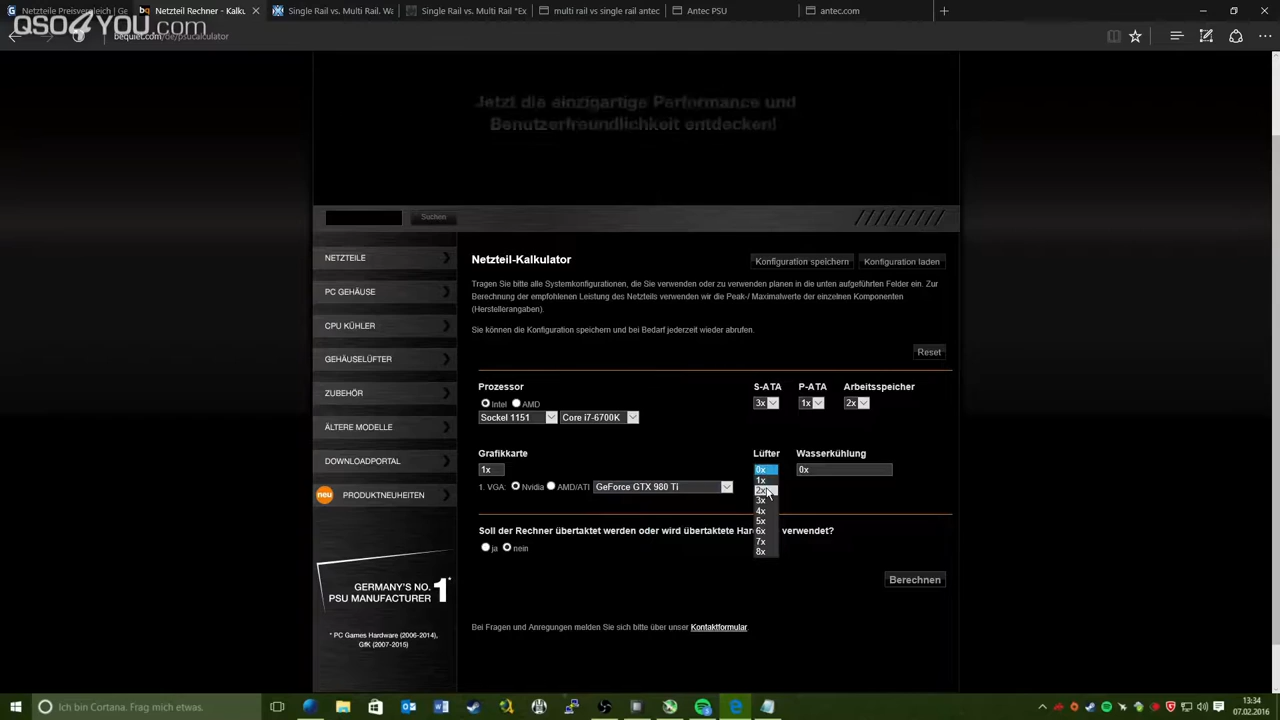 Netzteile Preisvergleich | Ge
Netzteil Rechner - Kalku
Single Rail vs. Multi Rail. Wa
Single Rail vs. Multi Rail *Ex
multi rail vs singel rail antec
Antec PSU
antec.com
QSO4YOU.com
bequiet.com/de/psucalculator
Jetzt die einzigartige Performance und
Benutzerfreundlichkeit entdecken!
Suchen
NETZTEILE
PC GEHÄUSE
CPU KÜHLER
GEHÄUSELÜFTER
ZUBEHÖR
ÄLTERE MODELLE
DOWNLOADPORTAL
neu PRODUKTNEUHEITEN
GERMANY'S NO. 1*
PSU MANUFACTURER
* PC Games Hardware (2006-2014),
GfK (2007-2015)
Netzteil-Kalkulator
Konfiguration speichern
Konfiguration laden
Tragen Sie bitte alle Systemkonfigurationen, die Sie verwenden oder zu verwenden planen in die unten aufgeführten Felder ein. Zur
Berechnung der empfohlenen Leistung des Netzteils verwenden wir die Peak-/ Maximalwerte der einzelnen Komponenten
(Herstellerangaben).
Sie können die Konfiguration speichern und bei Bedarf jederzeit wieder abrufen.
Reset
Prozessor
S-ATA
P-ATA
Arbeitsspeicher
Intel AMD
3x
1x
2x
Sockel 1151
Core i7-6700K
Grafikkarte
Lüfter
Wasserkühlung
1x
0x
0x
1. VGA: Nvidia AMD/ATI GeForce GTX 980 Ti
1x
2x
3x
4x
5x
6x
7x
8x
Soll der Rechner übertaktet werden oder wird übertaktete Har verwendet?
ja nein
Berechnen
Bei Fragen und Anregungen melden Sie sich bitte über unser Kontaktformular.
Ich bin Cortana. Frag mich etwas.
13:34
07.02.2016